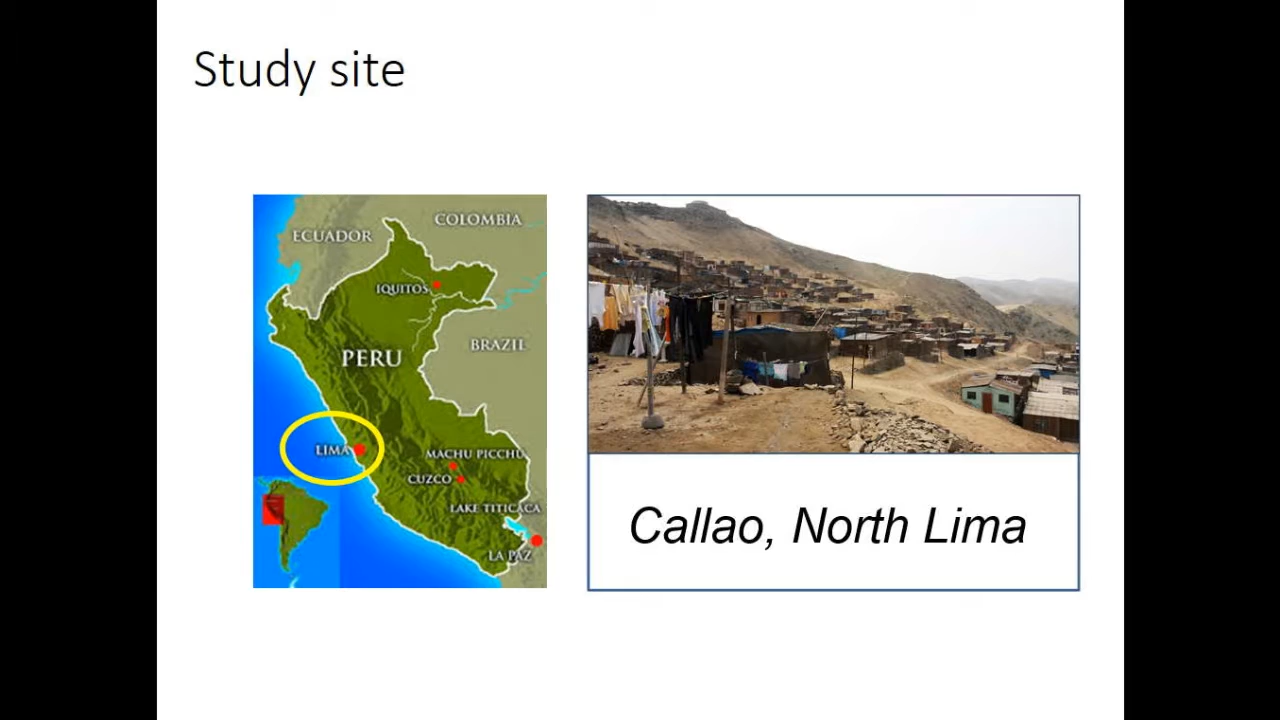 Study site
COLOMBIA
ECUADOR
IQUITOS
BRAZIL
PERU
LIMA
MACHU PICCHU
CUZCO
LAKE TITICACA
LA PAZ
Callao, North Lima